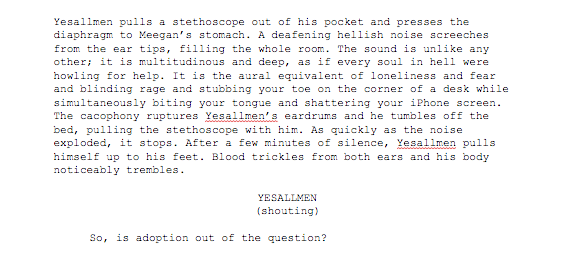 Yesallmen pulls a stethoscope out of his pocket and presses the
diaphragm to Meegan's stomach. A deafening hellish noise screeches
from the ear tips, filling the whole room. The sound is unlike any
other; it is multitudinous and deep, as if every soul in hell were
howling for help. It is the aural equivalent of loneliness and fear
and blinding rage and stubbing your toe on the corner of a desk while
simultaneously biting your tongue and shattering your iPhone screen.
The cacophony ruptures Yesallmen's eardrums and he tumbles off the
bed, pulling the stethoscope with him. As quickly as the noise
exploded, it stops. After a few minutes of silence, Yesallmen pulls
himself up to his feet. Blood trickles from both ears and his body
noticeably trembles.
YESALLMEN
(shouting)
So, is adoption out of the question?